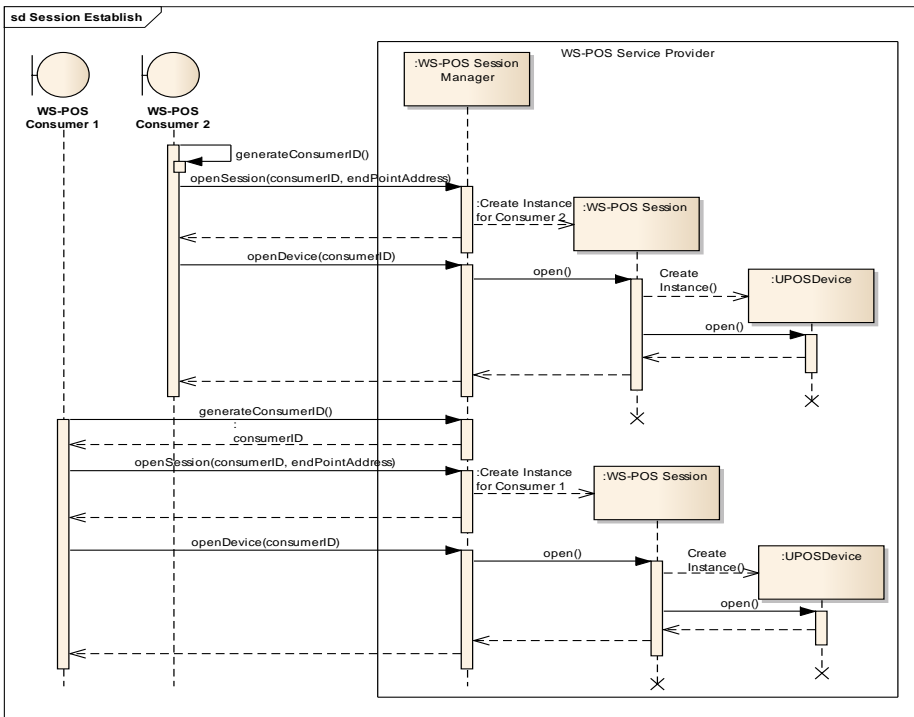 sd Session Establish
WS-POS Service Provider
:WS-POS Session
Manager
WS-POS
Consumer 1
WS-POS
Consumer 2
generateConsumerID()
openSession(consumerID, endPointAddress)
:Create Instance
for Consumer 2
:WS-POS Session
openDevice(consumerID)
open()
Create
Instance()
:UPOSDevice
open()
generateConsumerID()
:
consumerID
openSession(consumerID, endPointAddress)
:Create Instance
for Consumer 1
:WS-POS Session
openDevice(consumerID)
open()
Create
Instance()
:UPOSDevice
open()